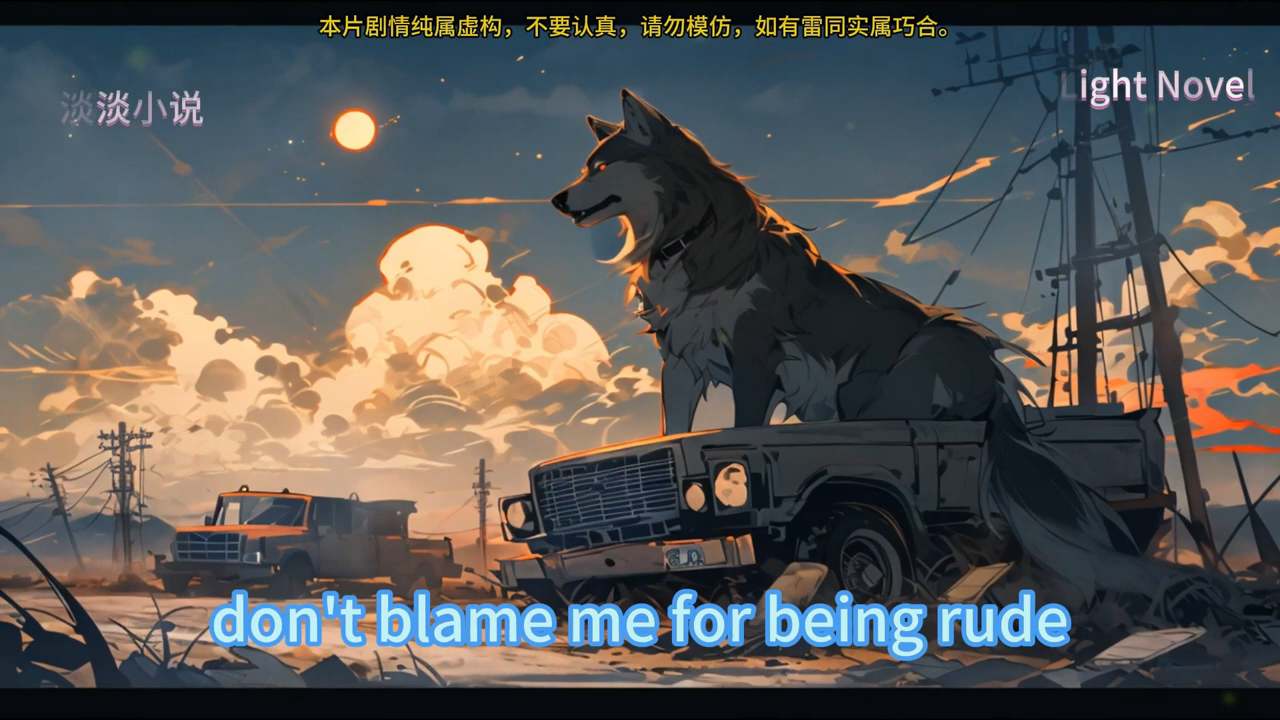 本片剧情纯属虚构，不要认真，请勿模仿，如有雷同实属巧合。
淡淡小说
Light Novel
don't blame me for being rude